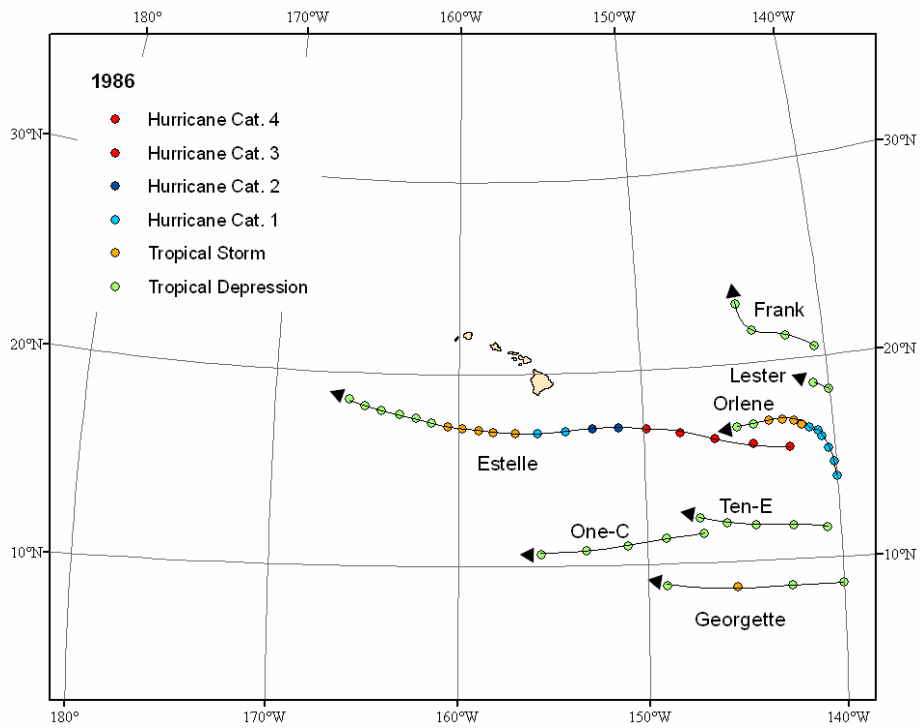 180° 170°W 160°W 150°W 140°W
1986
Hurricane Cat. 4
Hurricane Cat. 3
Hurricane Cat. 2
Hurricane Cat. 1
Tropical Storm
Tropical Depression
30°N 30°N
Frank
20°N 20°N
Lester
Orlene
Estelle
Ten-E
One-C
10°N 10°N
Georgette
180° 170°W 160°W 150°W 140°W